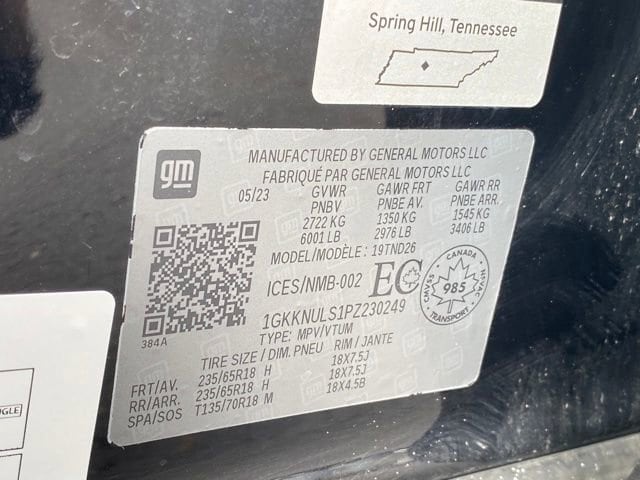 Spring Hill, Tennessee
gm
MANUFACTURED BY GENERAL MOTORS LLC
FABRIQUÉ PAR GENERAL MOTORS LLC
05/23 GVWR GAWR FRT GAWR RR
PNBV PNBE AV. PNBE ARR.
2722 KG 1350 KG 1545 KG
6001 LB 2976 LB 3406 LB
MODEL/MODÈLE: 19TND26
ICES/NMB-002 EC
CANADA
985
SVAC
384A
1GKKNULS1PZ230249
TYPE: MPV/VTUM
TIRE SIZE / DIM. PNEU RIM / JANTE
FRT/AV. 235/65R18 H 18X7.5J
RR/ARR. 235/65R18 H 18X7.5J
SPA/SOS T135/70R18 M 18X4.5B